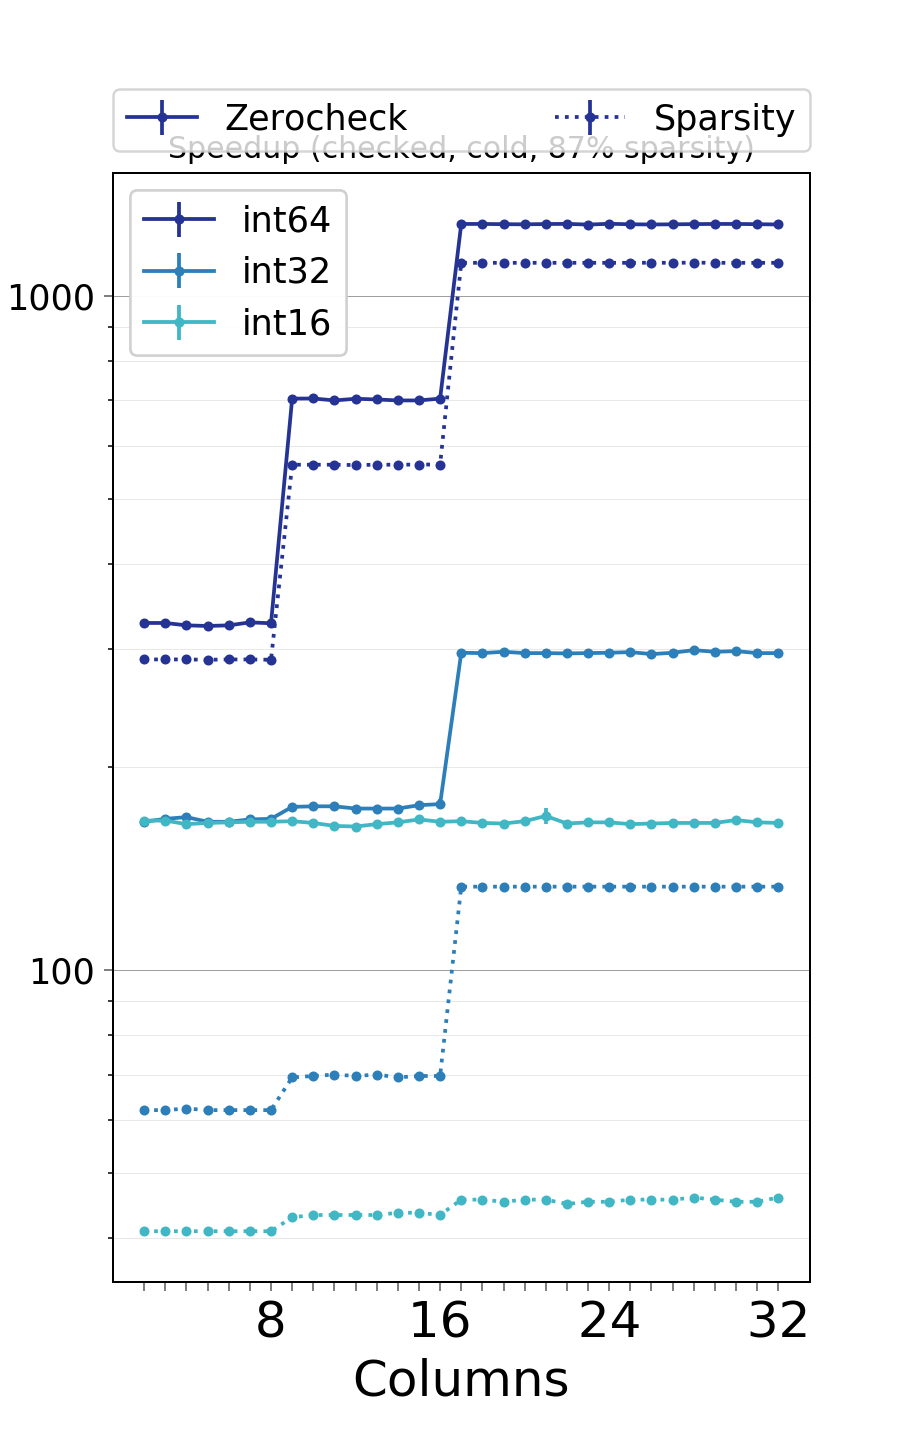 Zerocheck Sparsity
Speedup (checked, cold, 87% sparsity)
int64
int32
int16
1000
100
8 16 24 32
Columns